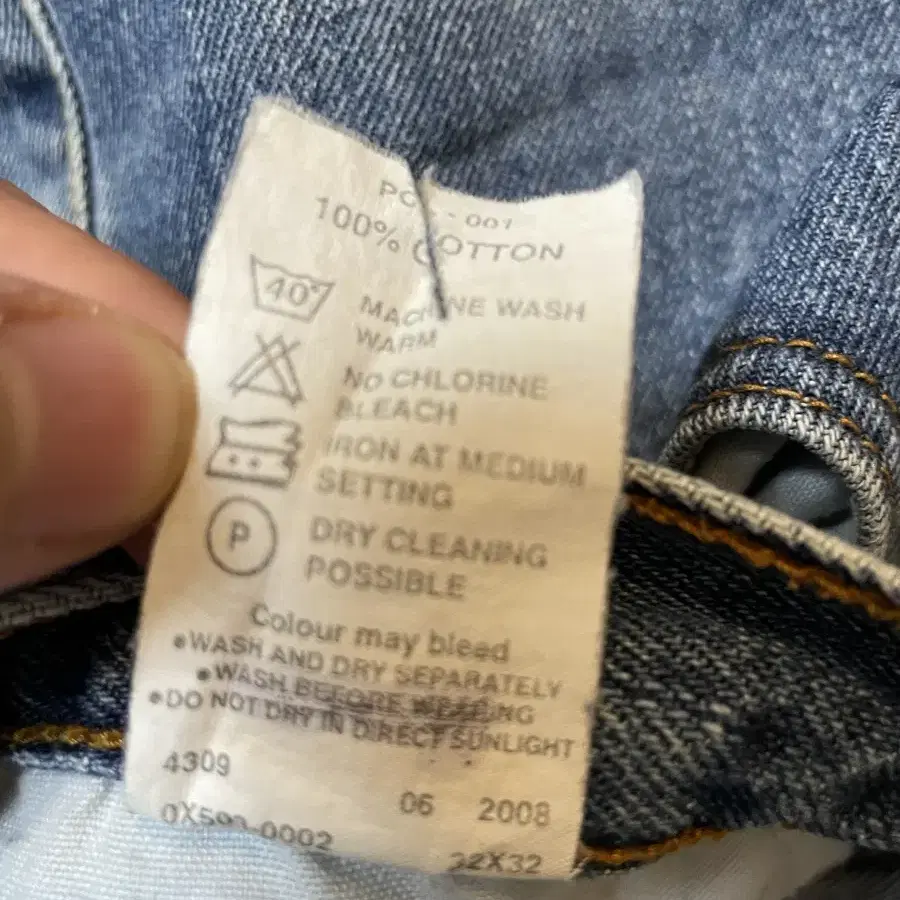 - 001
100% COTTON
40°
MACHINE WASH
WARM
NO CHLORINE
BLEACH
IRON AT MEDIUM
SETTING
P
DRY CLEANING
POSSIBLE
Colour may bleed
•WASH AND DRY SEPARATELY
•WASH BEFORE WEARING
•DO NOT DRY IN DIRECT SUNLIGHT
4309
06 2008